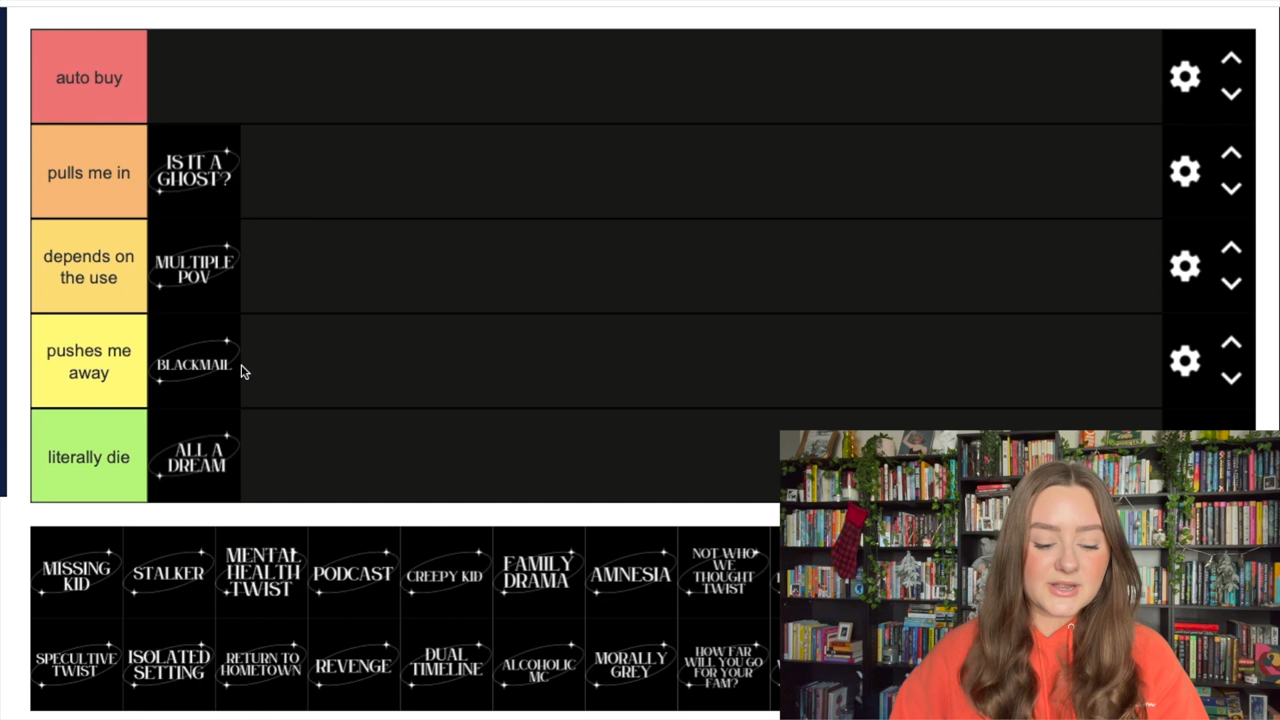 auto buy
pulls me in
IS IT A
GHOST?
depends on
the use
MULTIPLE
POV
pushes me
away
BLACKMAIL
literally die
ALL A
DREAM
MISSING
KID
STALKER
MENTAL
HEALTH
TWIST
PODCAST
CREEPY KID
FAMILY
DRAMA
AMNESIA
NOT WHO
WE
THOUGHT
TWIST
SPECULTIVE
TWIST
ISOLATED
SETTING
RETURN TO
HOMETOWN
REVENGE
DUAL
TIMELINE
ALCOHOLIC
MC
MORALLY
GREY
HOW FAR
WILL YOU GO
FOR YOUR
FAM?